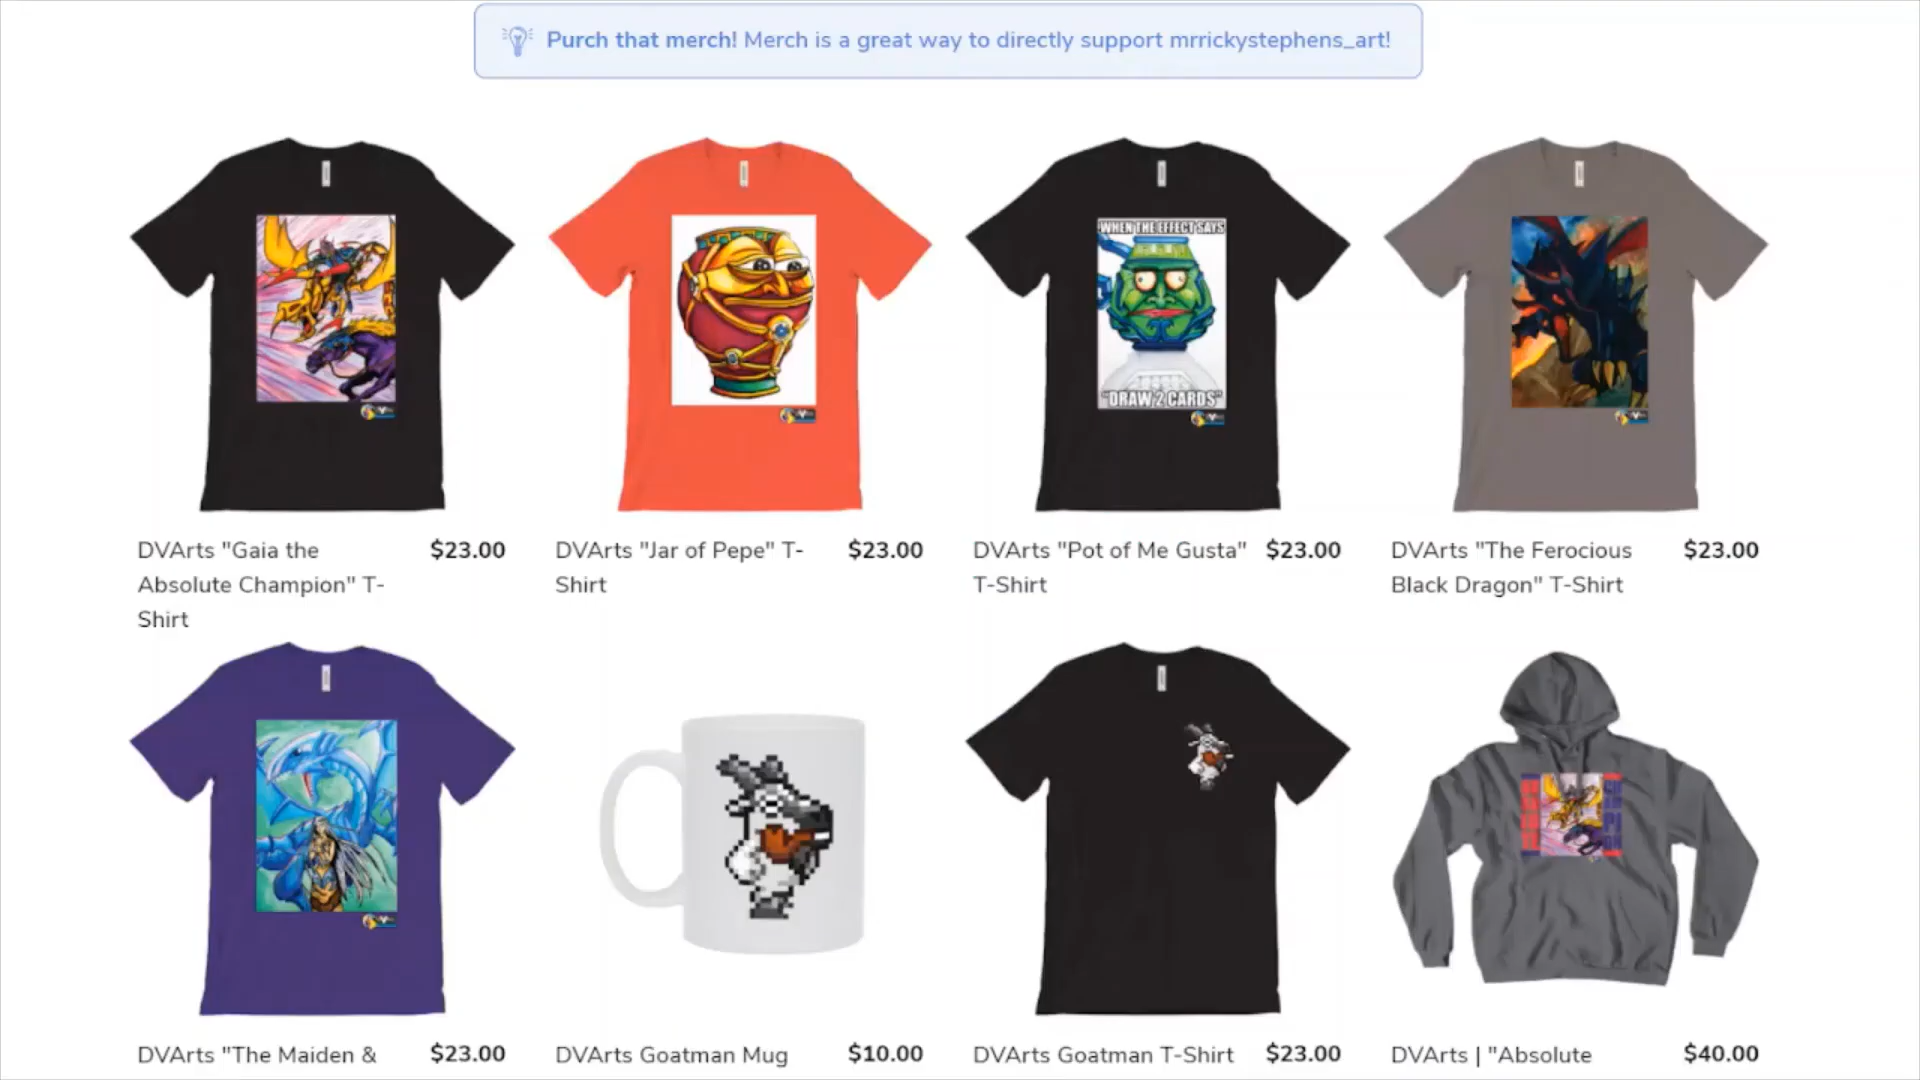 Purch that merch! Merch is a great way to directly support mrrickystephens_art!
WHEN THE EFFECT SAYS
"DRAW 2 CARDS"
DVArts "Gaia the
Absolute Champion" T-
Shirt
$23.00
DVArts "Jar of Pepe" T-
Shirt
$23.00
DVArts "Pot of Me Gusta"
T-Shirt
$23.00
DVArts "The Ferocious
Black Dragon" T-Shirt
$23.00
DVArts "The Maiden &
$23.00
DVArts Goatman Mug
$10.00
DVArts Goatman T-Shirt
$23.00
DVArts | "Absolute
$40.00